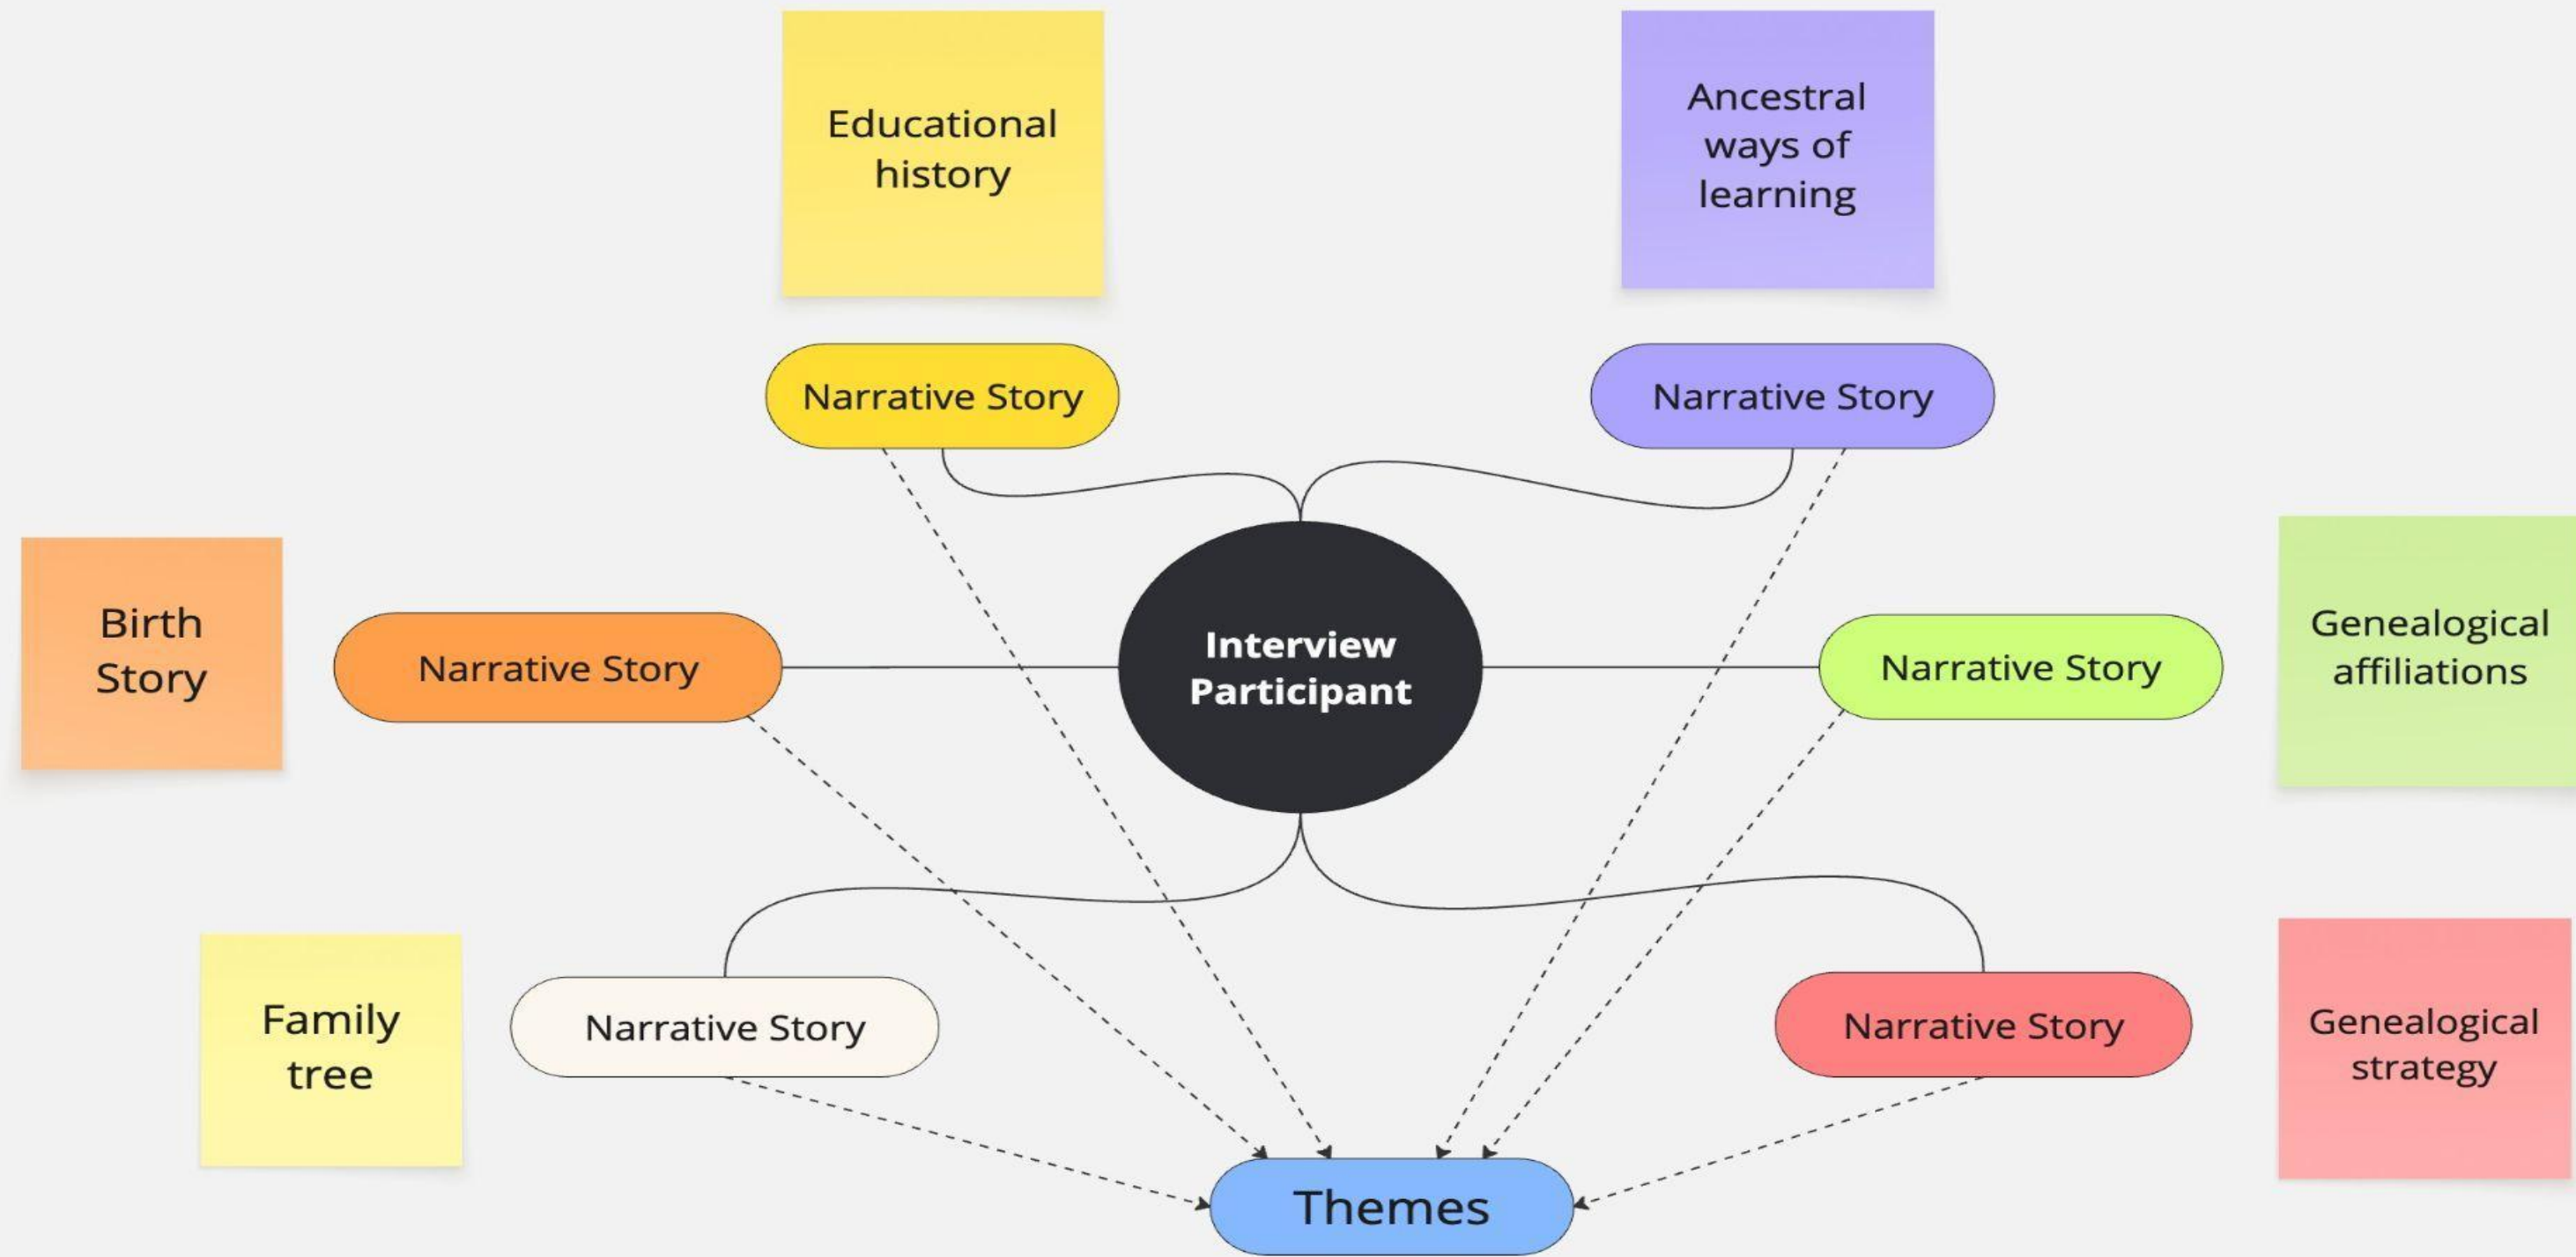 Educational
history
Ancestral
ways of
learning
Narrative Story
Narrative Story
Birth
Story
Narrative Story
Interview
Participant
Narrative Story
Genealogical
affiliations
Family
tree
Narrative Story
Narrative Story
Genealogical
strategy
Themes